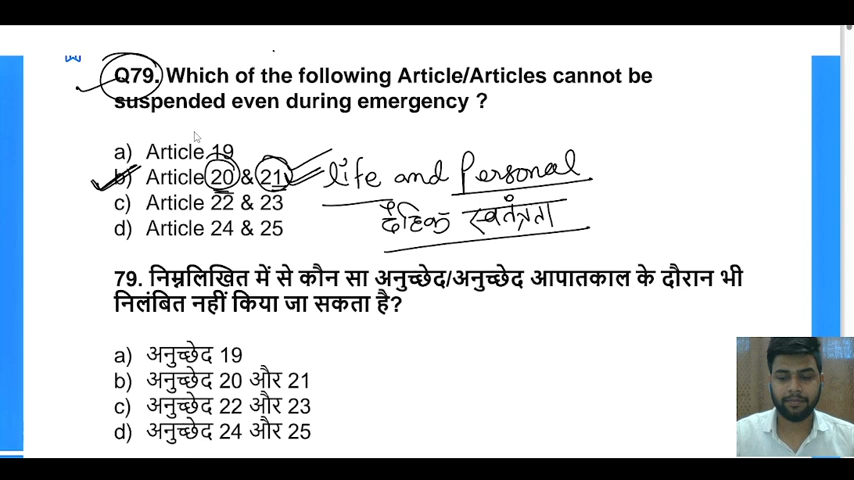 Q79. Which of the following Article/Articles cannot be
suspended even during emergency ?
a) Article 19
b) Article 20 & 21 life and Personal
दैहिक स्वतंत्रता
c) Article 22 & 23
d) Article 24 & 25
79. निम्नलिखित में से कौन सा अनुच्छेद/अनुच्छेद आपातकाल के दौरान भी
निलंबित नहीं किया जा सकता है?
a) अनुच्छेद 19
b) अनुच्छेद 20 और 21
c) अनुच्छेद 22 और 23
d) अनुच्छेद 24 और 25